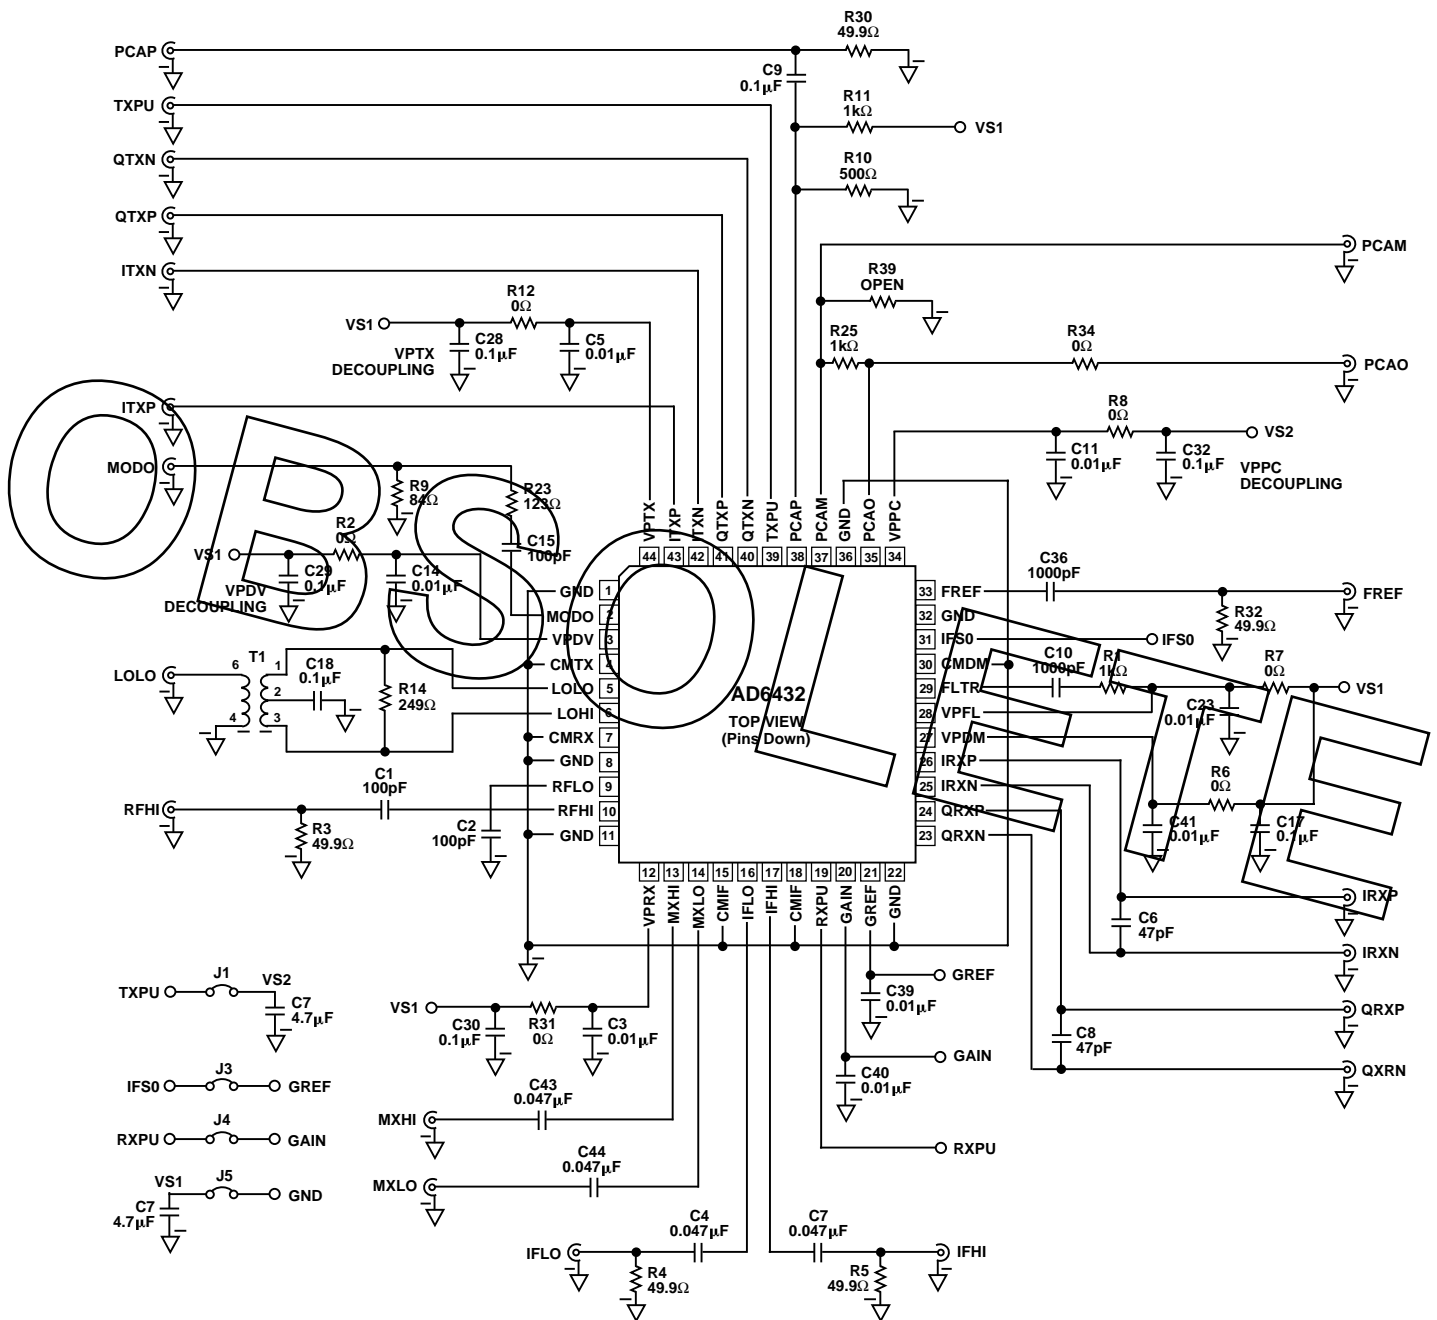 R30
49.9Ω
PCAP
C9
0.1µF
TXPU
R11
1kΩ
VS1
QTXN
R10
500Ω
QTXP
PCAM
ITXN
R39
OPEN
R12
0Ω
VS1
C28
0.1µF
C5
0.01µF
VPTX
DECOUPLING
R25
1kΩ
R34
0Ω
PCAO
ITXP
R8
0Ω
VS2
C11
0.01µF
C32
0.1µF
VPPC
DECOUPLING
MODO
R9
84Ω
R23
123Ω
R2
0Ω
C15
100pF
VS1
C29
0.1µF
C14
0.01µF
VPDV
DECOUPLING
VPTX
ITXP
ITXN
QTXP
QTXN
TXPU
PCAP
PCAM
GND
PCAO
VPPC
44 43 42 41 40 39 38 37 36 35 34
GND 1
MODO 2
VPDV 3
CMTX 4
LOLO 5
LOHI 6
CMRX 7
GND 8
RFLO 9
RFHI 10
GND 11
AD6432
TOP VIEW
(Pins Down)
33 FREF
32 GND
31 IFS0
30 CMDM
29 FLTR
28 VPFL
27 VPDM
26 IRXP
25 IRXN
24 QRXP
23 QRXN
12 13 14 15 16 17 18 19 20 21 22
VPRX
MXHI
MXLO
CMIF
IFLO
IFHI
CMIF
RXPU
GAIN
GREF
GND
C36
1000pF
FREF
R32
49.9Ω
IFS0
C10
1000pF
R1
1kΩ
R7
0Ω
VS1
C23
0.01µF
R6
0Ω
C41
0.01µF
C17
0.1µF
LOLO
T1
6
4
1
2
3
C18
0.1µF
R14
249Ω
C1
100pF
RFHI
R3
49.9Ω
C2
100pF
IRXP
C6
47pF
IRXN
QRXP
C8
47pF
QXRN
GREF
C39
0.01µF
GAIN
C40
0.01µF
RXPU
J1
TXPU
VS2
C7
4.7µF
J3
IFS0
GREF
J4
RXPU
GAIN
J5
VS1
GND
C7
4.7µF
VS1
C30
0.1µF
R31
0Ω
C3
0.01µF
C43
0.047µF
MXHI
C44
0.047µF
MXLO
C4
0.047µF
C7
0.047µF
IFLO
IFHI
R4
49.9Ω
R5
49.9Ω
OBSOLETE